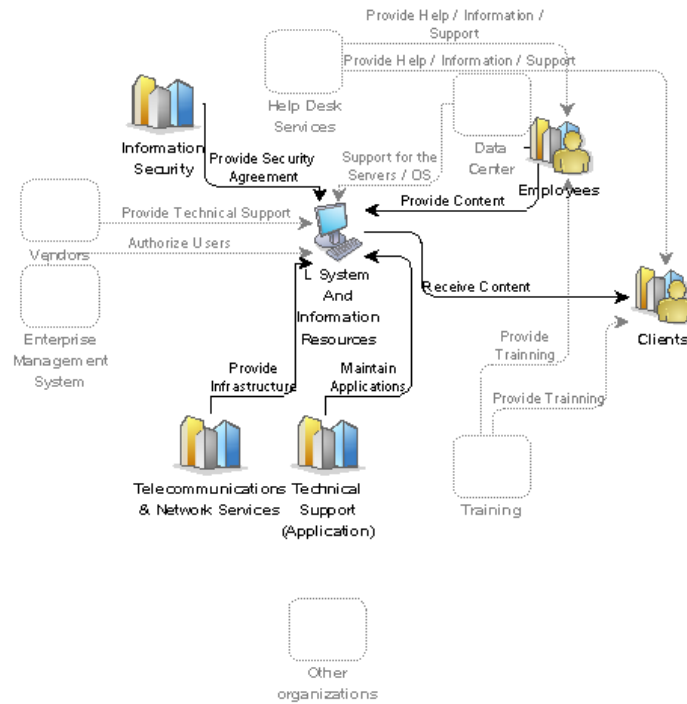 Provide Help / Information /
Support
Provide Help / Information / Support
Help Desk
Services
Information
Security
Provide Security
Agreement
Support for the
Servers / OS
Data
Center
Employees
Provide Content
Provide Technical Support
Vendors
Authorize Users
L System
And
Information
Resources
Receive Content
Clients
Enterprise
Management
System
Provide
Infrastructure
Maintain
Applications
Provide
Trainning
Provide Trainning
Telecommunications
& Network Services
Technical
Support
(Application)
Training
Other
organizations